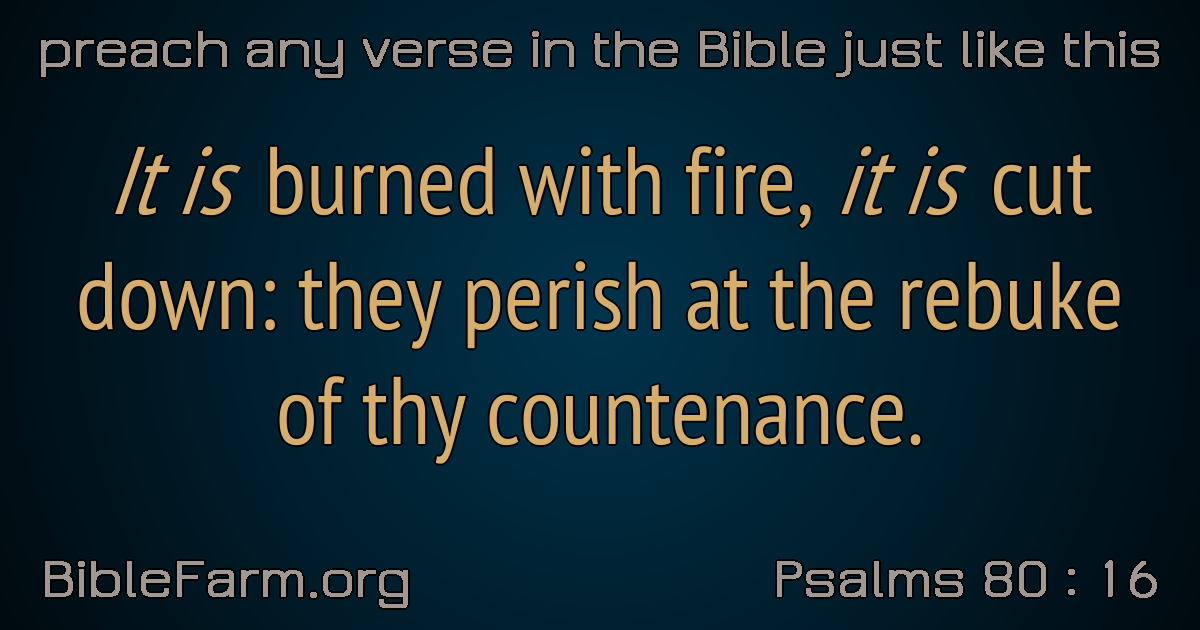 preach any verse in the Bible just like this
It is burned with fire, it is cut
down: they perish at the rebuke
of thy countenance.
BibleFarm.org
Psalms 80 : 16